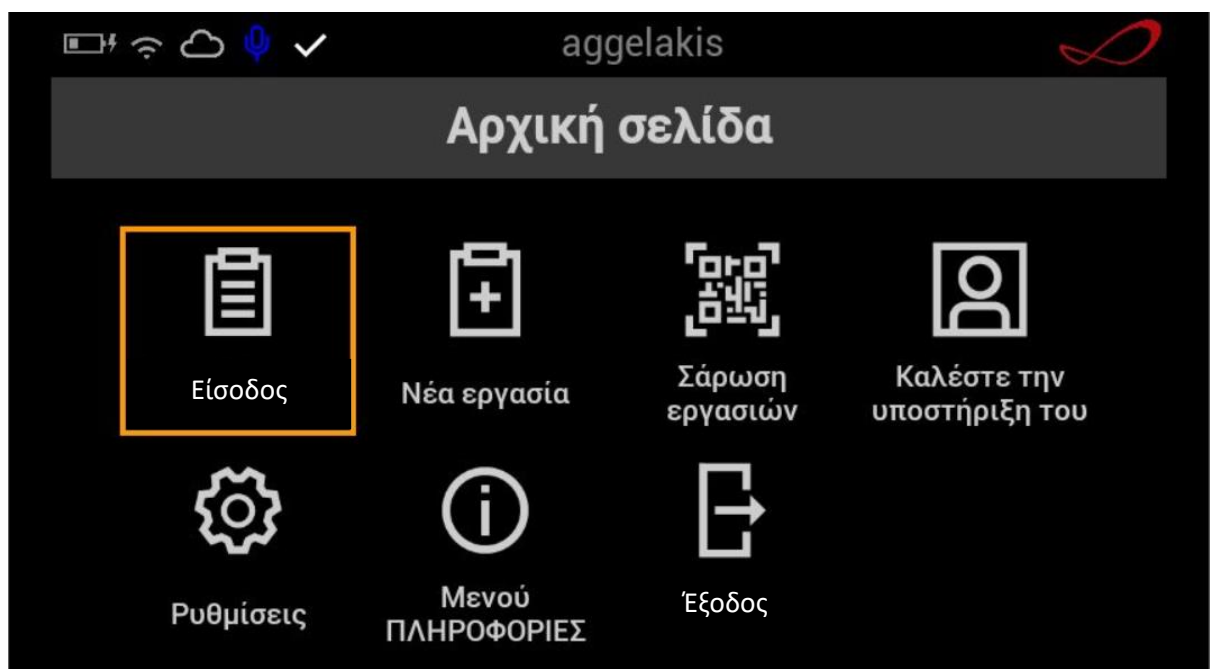 aggelakis
Αρχική σελίδα
Είσοδος
Νέα εργασία
Σάρωση
εργασιών
Καλέστε την
υποστήριξη του
Ρυθμίσεις
Μενού
ΠΛΗΡΟΦΟΡΙΕΣ
Έξοδος